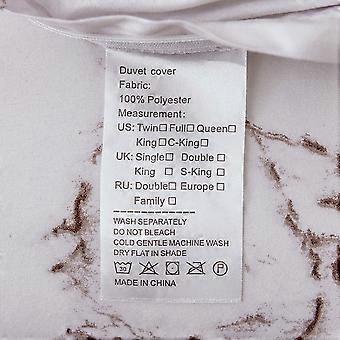 Duvet cover
Fabric:
100% Polyester
Measurement:
US: Twin☐ Full☐ Queen☐
King☐ C-King☐
UK: Single☐ Double ☐
King ☐ S-King☐
RU: Double☐ Europe☐
Family ☐
WASH SEPARATELY
DO NOT BLEACH
COLD GENTLE MACHINE WASH
DRY FLAT IN SHADE
30 P
MADE IN CHINA